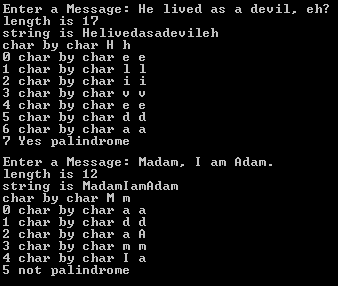 Enter a Message: He lived as a devil, eh?
length is 17
string is Helivedasadevileh
char by char H h
0 char by char e e
1 char by char l l
2 char by char i i
3 char by char v v
4 char by char e e
5 char by char d d
6 char by char a a
7 Yes palindrome
Enter a Message: Madam, I am Adam.
length is 12
string is MadamIamAdam
char by char M m
0 char by char a a
1 char by char d d
2 char by char a A
3 char by char m m
4 char by char I a
5 not palindrome